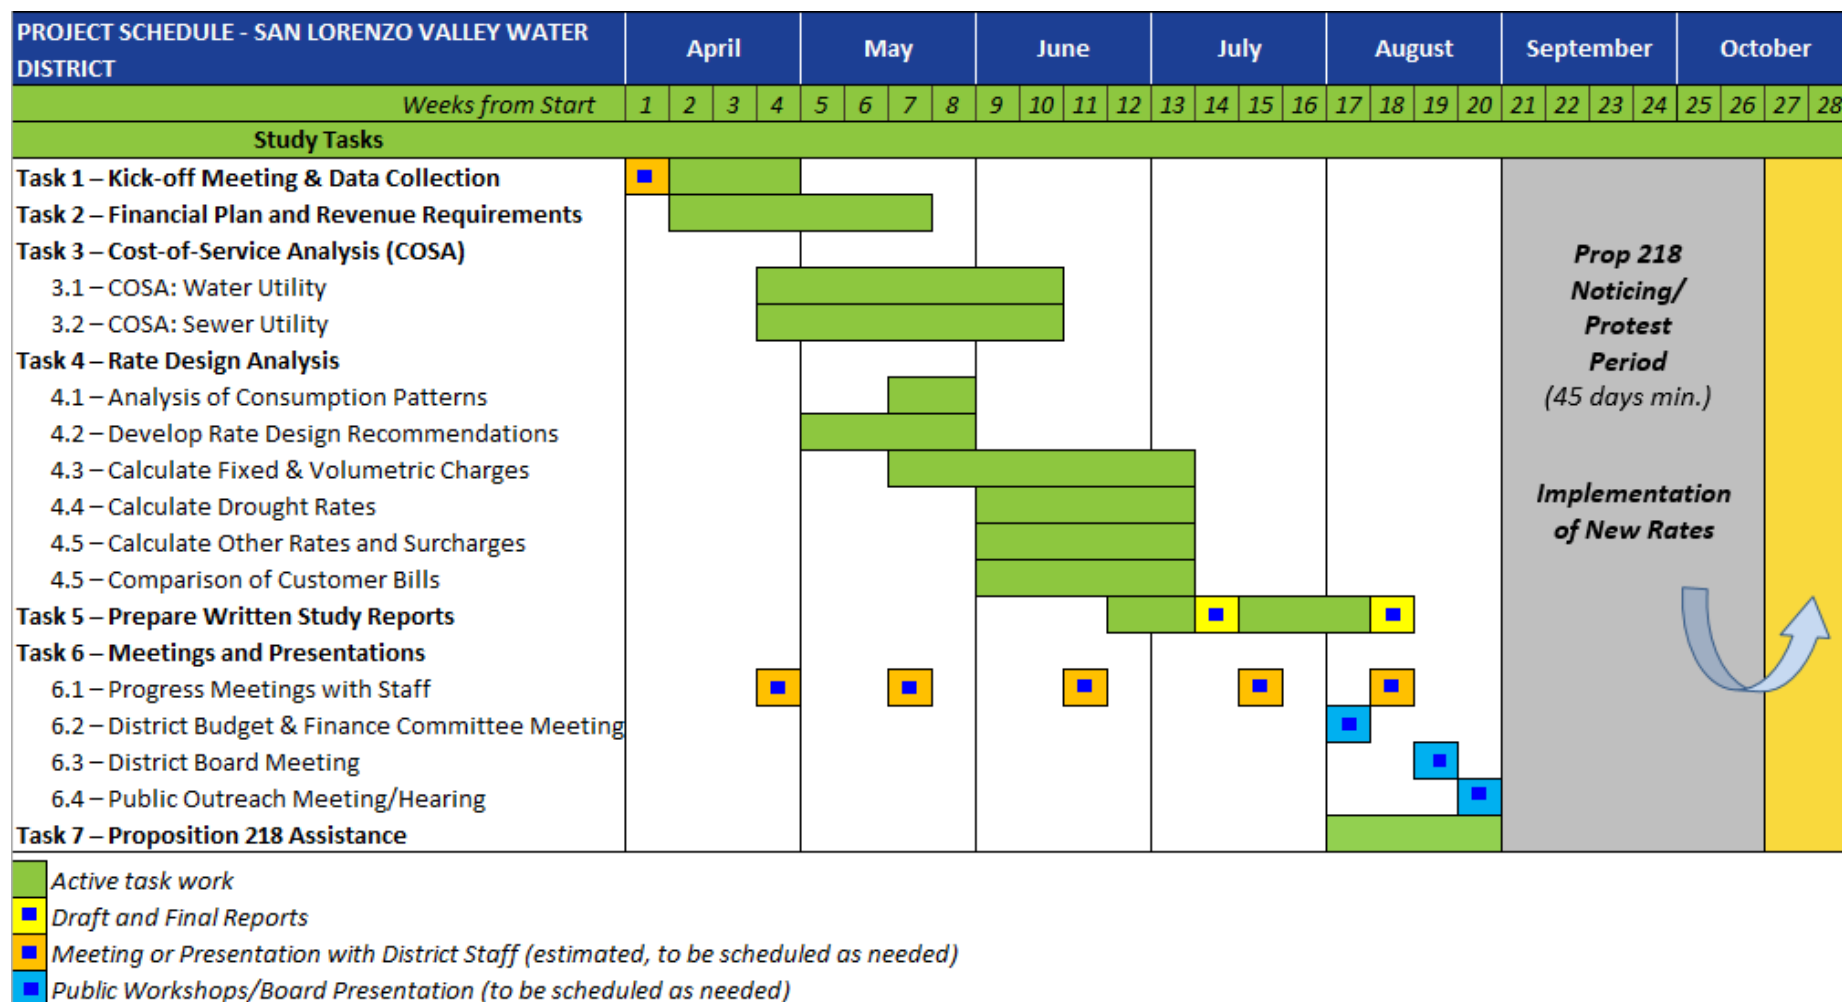 PROJECT SCHEDULE - SAN LORENZO VALLEY WATER
DISTRICT
April May June July August September October
Weeks from Start 1 2 3 4 5 6 7 8 9 10 11 12 13 14 15 16 17 18 19 20 21 22 23 24 25 26 27 28
Study Tasks
Task 1 – Kick-off Meeting & Data Collection
Task 2 – Financial Plan and Revenue Requirements
Task 3 – Cost-of-Service Analysis (COSA)
3.1 – COSA: Water Utility
3.2 – COSA: Sewer Utility
Task 4 – Rate Design Analysis
4.1 – Analysis of Consumption Patterns
4.2 – Develop Rate Design Recommendations
4.3 – Calculate Fixed & Volumetric Charges
4.4 – Calculate Drought Rates
4.5 – Calculate Other Rates and Surcharges
4.5 – Comparison of Customer Bills
Task 5 – Prepare Written Study Reports
Task 6 – Meetings and Presentations
6.1 – Progress Meetings with Staff
6.2 – District Budget & Finance Committee Meeting
6.3 – District Board Meeting
6.4 – Public Outreach Meeting/Hearing
Task 7 – Proposition 218 Assistance
Prop 218
Noticing/
Protest
Period
(45 days min.)
Implementation
of New Rates
Active task work
Draft and Final Reports
Meeting or Presentation with District Staff (estimated, to be scheduled as needed)
Public Workshops/Board Presentation (to be scheduled as needed)